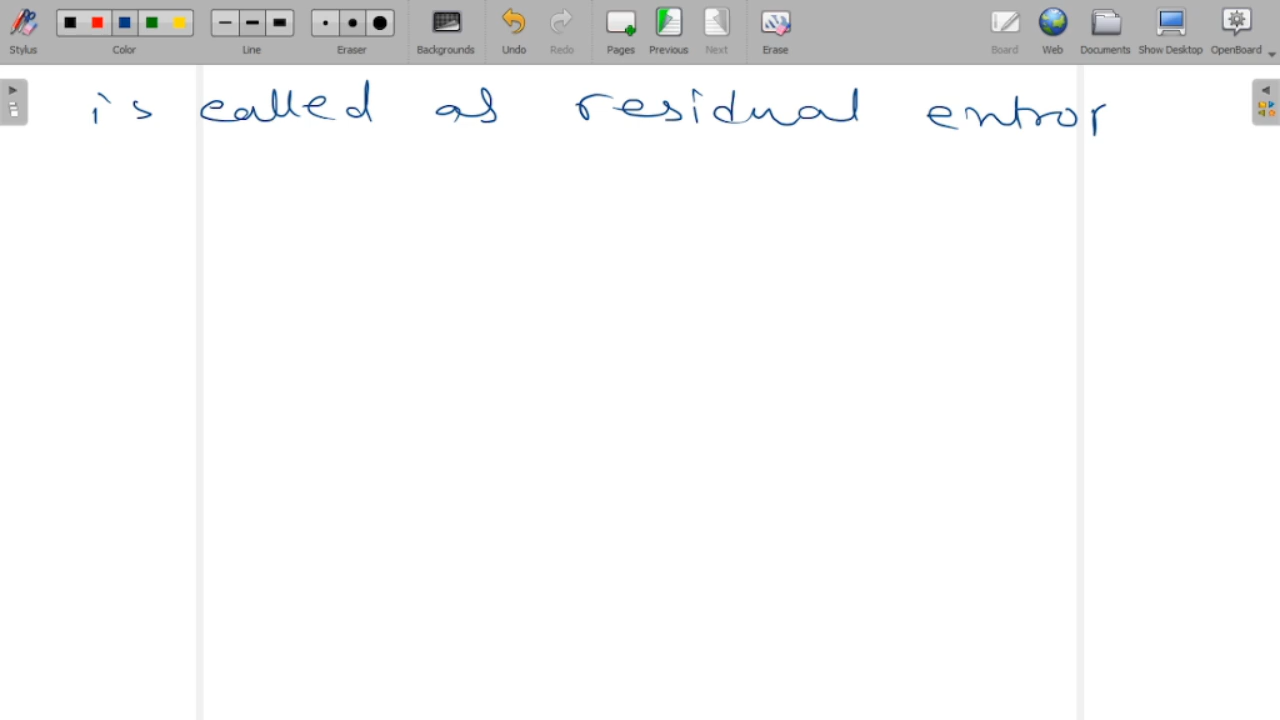 Stylus
Color
Line
Eraser
Backgrounds
Undo
Redo
Pages
Previous
Next
Erase
Board
Web
Documents
Show Desktop
OpenBoard
is called as residual entrop